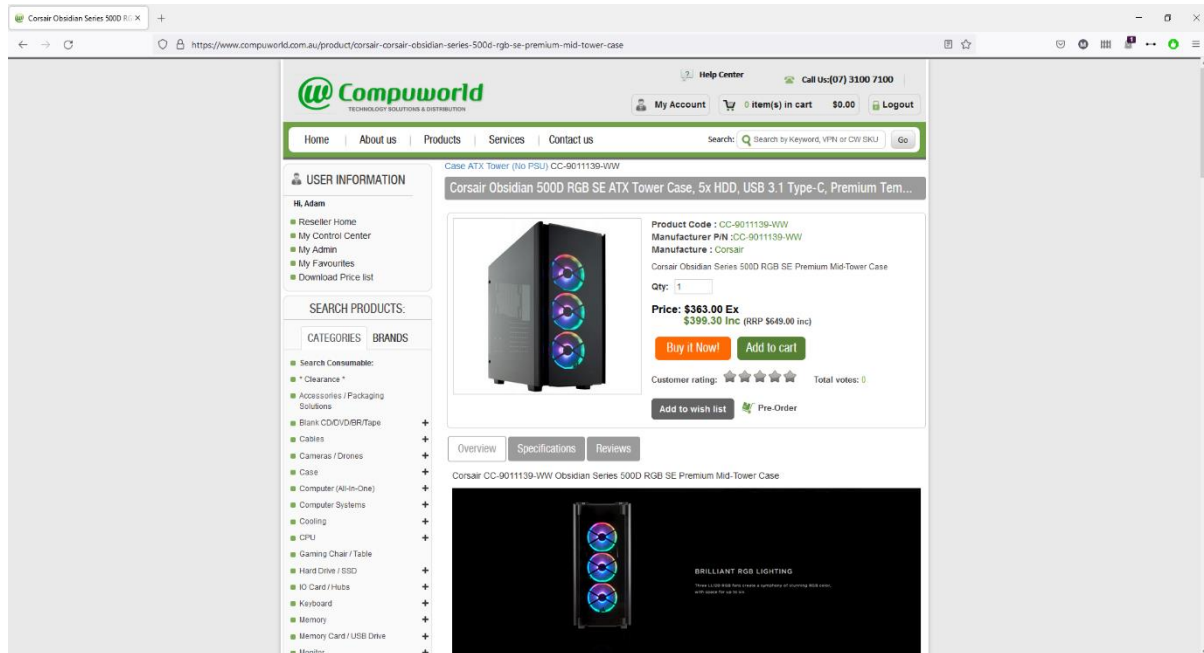 Corsair Obsidian Series 500D RG
https://www.compuworld.com.au/product/corsair-corsair-obsidian-series-500d-rgb-se-premium-mid-tower-case
Help Center
Call Us:(07) 3100 7100
Compuworld
TECHNOLOGY SOLUTIONS & DISTRIBUTION
My Account
0 item(s) in cart $0.00
Logout
Home About us Products Services Contact us
Search: Search by Keyword, VPN or CW SKU Go
USER INFORMATION
Hi, Adam
Reseller Home
My Control Center
My Admin
My Favourites
Download Price list
SEARCH PRODUCTS:
CATEGORIES BRANDS
Search Consumable:
* Clearance *
Accessories / Packaging
Solutions
Blank CD/DVD/BR/Tape +
Cables +
Cameras / Drones +
Case +
Computer (All-In-One) +
Computer Systems +
Cooling +
CPU +
Gaming Chair / Table
Hard Drive / SSD +
IO Card / Hubs +
Keyboard +
Memory +
Memory Card / USB Drive +
Monitor +
Case ATX Tower (No PSU) CC-9011139-WW
Corsair Obsidian 500D RGB SE ATX Tower Case, 5x HDD, USB 3.1 Type-C, Premium Tem...
Product Code : CC-9011139-WW
Manufacturer P/N :CC-9011139-WW
Manufacture : Corsair
Corsair Obsidian Series 500D RGB SE Premium Mid-Tower Case
Qty: 1
Price: $363.00 Ex
$399.30 Inc (RRP $649.00 inc)
Buy it Now! Add to cart
Customer rating: Total votes: 0
Add to wish list Pre-Order
Overview Specifications Reviews
Corsair CC-9011139-WW Obsidian Series 500D RGB SE Premium Mid-Tower Case
BRILLIANT RGB LIGHTING